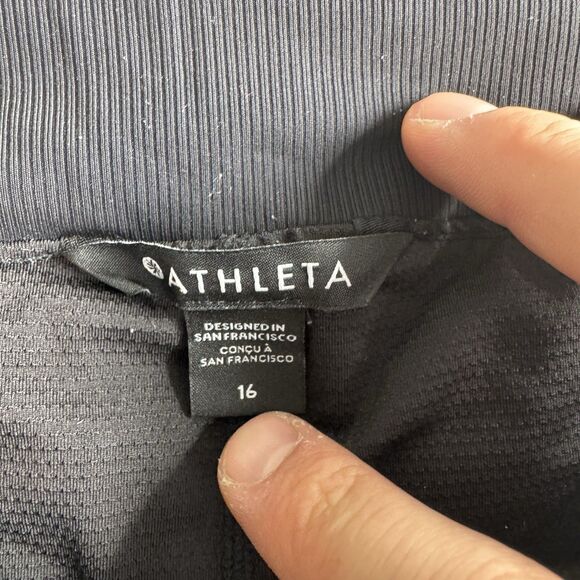 ATHLETA
DESIGNED IN
SAN FRANCISCO
CONÇU À
SAN FRANCISCO
16